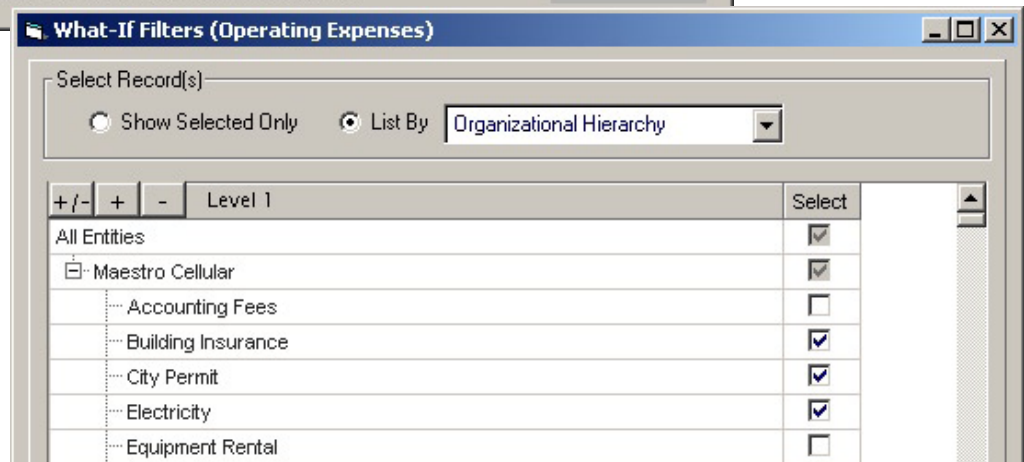 What-If Filters (Operating Expenses)
Select Record(s)
Show Selected Only List By Organizational Hierarchy
+/- + - Level 1 Select
All Entities
Maestro Cellular
Accounting Fees
Building Insurance
City Permit
Electricity
Equipment Rental